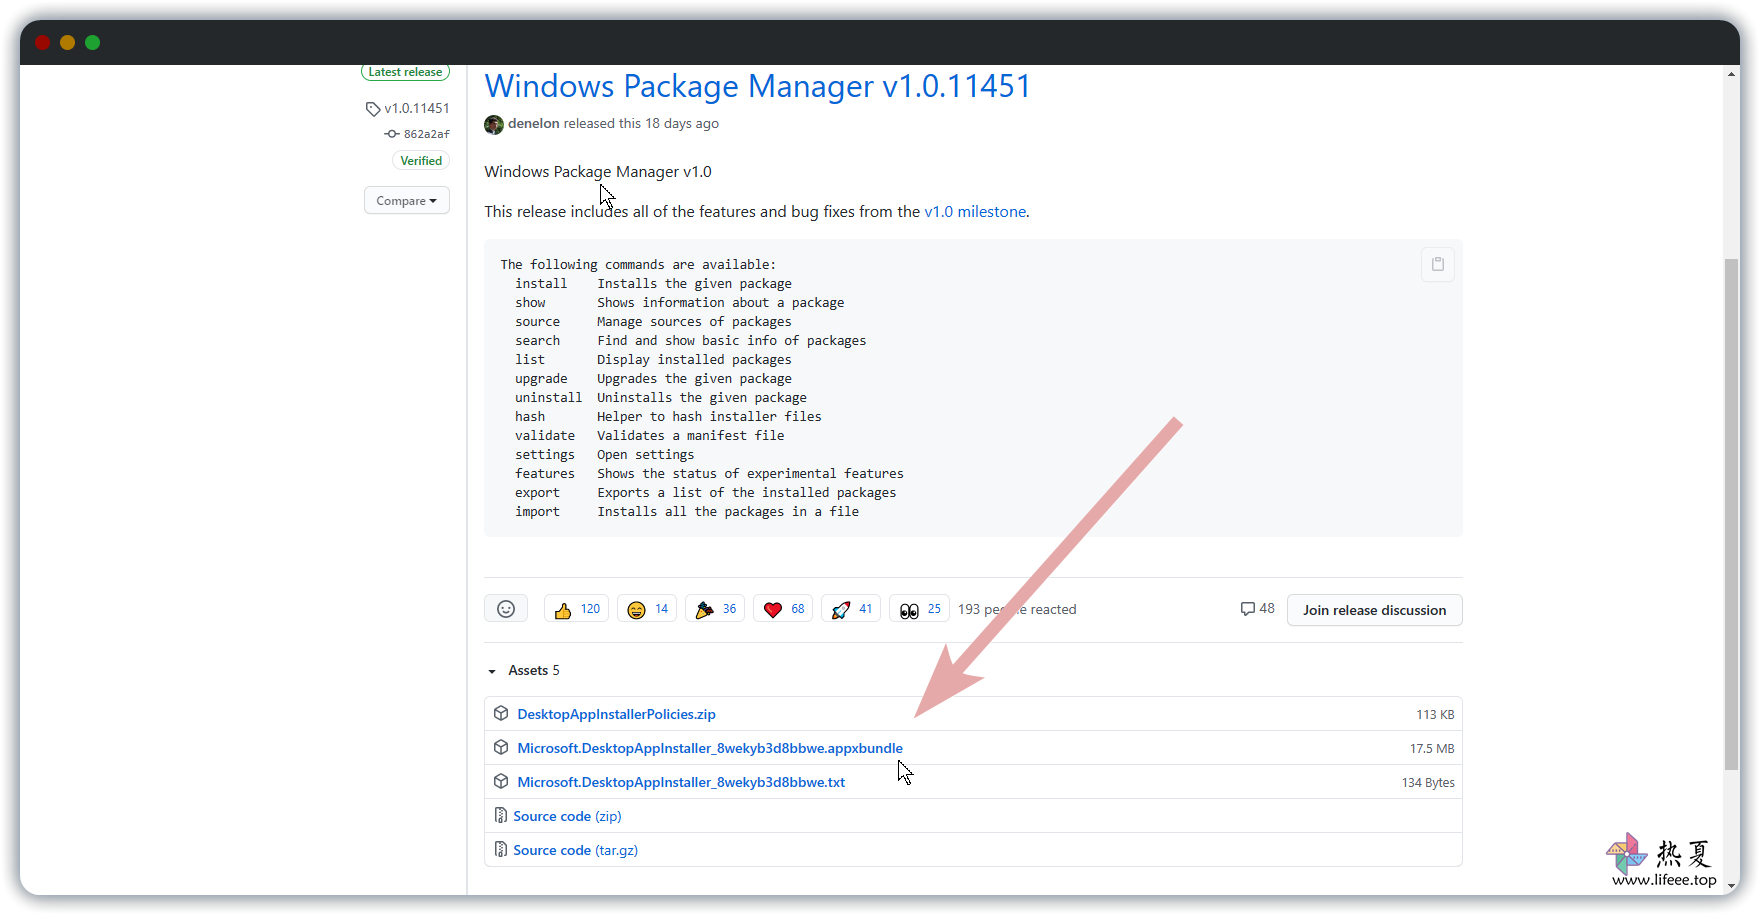 Latest release
v1.0.11451
862a2af
Verified
Compare
Windows Package Manager v1.0.11451
denelon released this 18 days ago
Windows Package Manager v1.0
This release includes all of the features and bug fixes from the v1.0 milestone.
The following commands are available:
install Installs the given package
show Shows information about a package
source Manage sources of packages
search Find and show basic info of packages
list Display installed packages
upgrade Upgrades the given package
uninstall Uninstalls the given package
hash Helper to hash installer files
validate Validates a manifest file
settings Open settings
features Shows the status of experimental features
export Exports a list of the installed packages
import Installs all the packages in a file
120 14 36 68 41 25 193 people reacted 48 Join release discussion
Assets 5
DesktopAppInstallerPolicies.zip 113 KB
Microsoft.DesktopAppInstaller_8wekyb3d8bbwe.appxbundle 17.5 MB
Microsoft.DesktopAppInstaller_8wekyb3d8bbwe.txt 134 Bytes
Source code (zip)
Source code (tar.gz)
热夏
www.lifeee.top